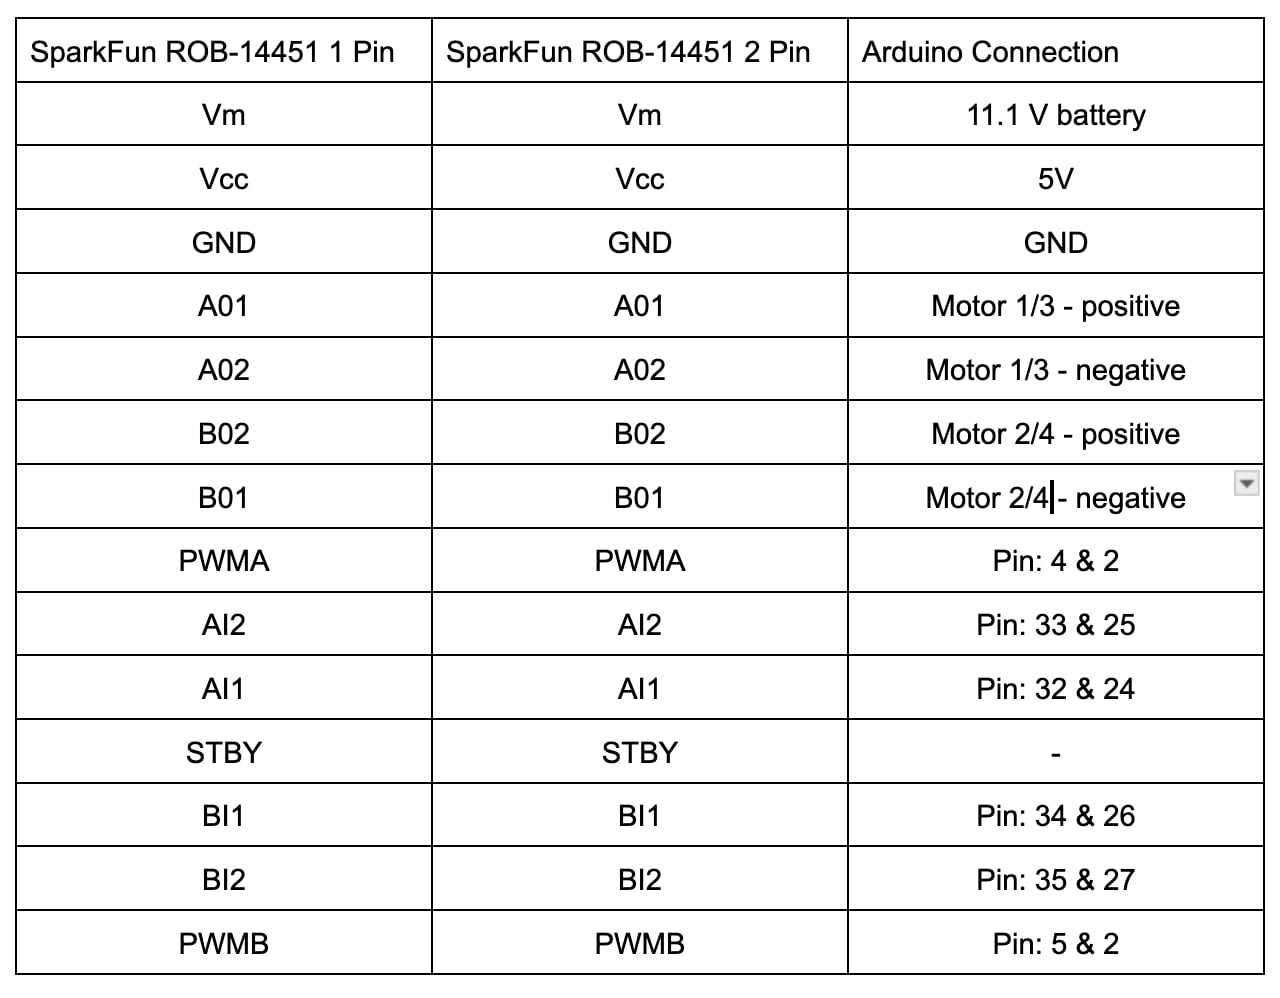 SparkFun ROB-14451 1 Pin SparkFun ROB-14451 2 Pin Arduino Connection
Vm Vm 11.1 V battery
Vcc Vcc 5V
GND GND GND
A01 A01 Motor 1/3 - positive
A02 A02 Motor 1/3 - negative
B02 B02 Motor 2/4 - positive
B01 B01 Motor 2/4 - negative
PWMA PWMA Pin: 4 & 2
AI2 AI2 Pin: 33 & 25
AI1 AI1 Pin: 32 & 24
STBY STBY -
BI1 BI1 Pin: 34 & 26
BI2 BI2 Pin: 35 & 27
PWMB PWMB Pin: 5 & 2